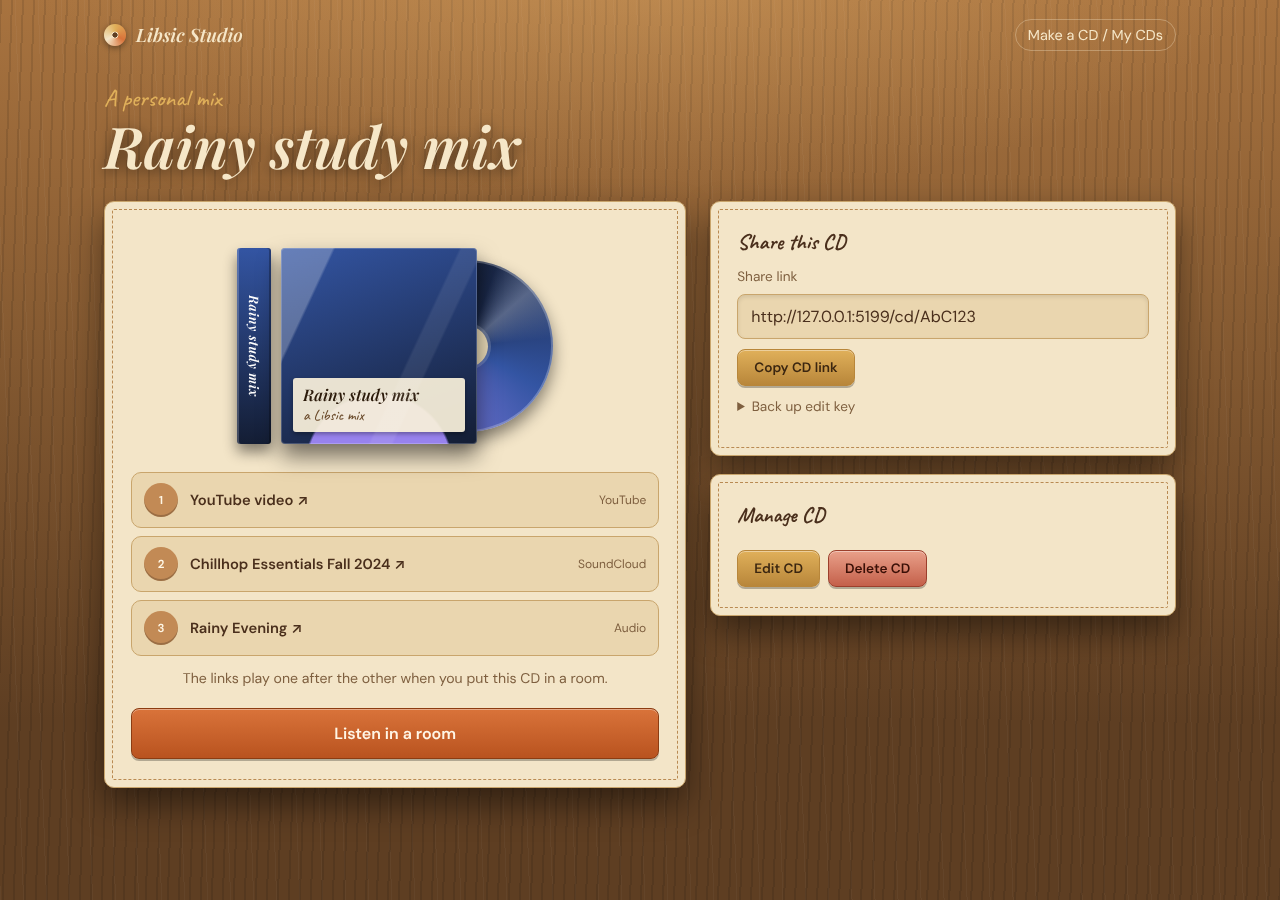 Libsic Studio
Make a CD / My CDs
A personal mix
Rainy study mix
Rainy study mix
Rainy study mix
a Libsic mix
1 YouTube video ↗ YouTube
2 Chillhop Essentials Fall 2024 ↗ SoundCloud
3 Rainy Evening ↗ Audio
The links play one after the other when you put this CD in a room.
Listen in a room
Share this CD
Share link
http://127.0.0.1:5199/cd/AbC123
Copy CD link
Back up edit key
Manage CD
Edit CD Delete CD